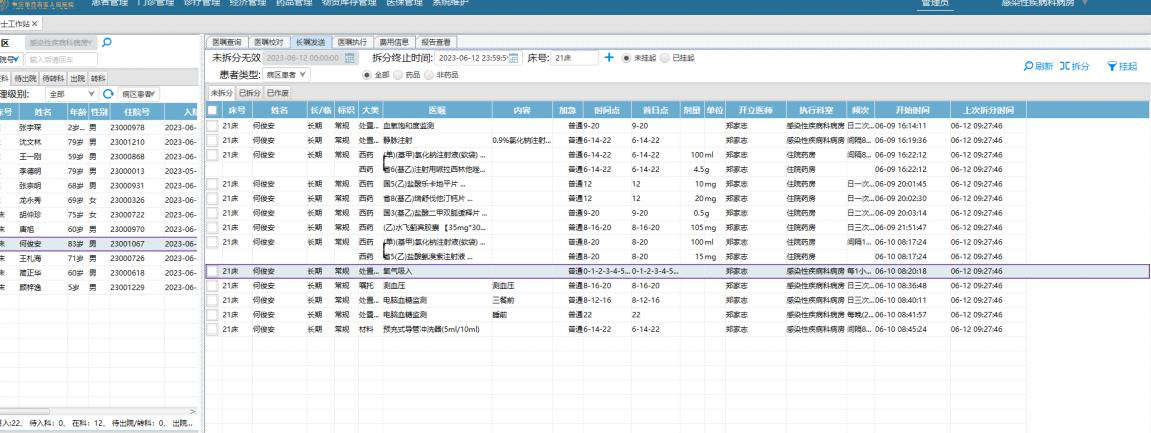 患者管理 门诊管理 诊疗管理 经济管理 药品管理 物资库存管理 医保管理 系统维护 管理员 感染性疾病科病房
士工作站 ×
区 感染性疾病科病房
院号 输入后请回车
在科 待出院 待转科 出院 转科
理级别: 全部 病区患者
床号 姓名 年龄 性别 住院号
张宇琛 2岁... 男 23000978 2023-06-
沈文林 79岁 男 23001210 2023-06-
王一刚 59岁 男 23000868 2023-06-
李德明 79岁 男 23000013 2023-05-
张宗明 68岁 男 23000931 2023-06-
龙水秀 69岁 女 23000326 2023-06-
胡仲珍 75岁 女 23000722 2023-06-
唐旭 60岁 男 23000970 2023-06-
何俊安 83岁 男 23001067 2023-06-
王札海 71岁 男 23000726 2023-06-
蒲正华 60岁 男 23000618 2023-06-
颜梓逸 5岁 男 23001229 2023-06-
入:22、 待入科: 0、 在科: 12、 待出院/转科: 0、 出院...
医嘱查询 医嘱校对 长嘱发送 医嘱执行 费用信息 报告查看
未拆分无效 2023-06-12 00:00:00 拆分终止时间: 2023-06-12 23:59:5 床号: 21床 + 未挂起 已挂起
刷新 拆分 挂起
患者类型: 病区患者 全部 药品 非药品
未拆分 已拆分 已作废
床号 姓名 长/临 标识 大类 医嘱 内容 加急 时间点 首日点 剂量 单位 开立医师 执行科室 频次 开始时间 上次拆分时间
21床 何俊安 长期 常规 处置... 血氧饱和度监测 普通 9-20 9-20 郑家志 感染性疾病科病房 日二次... 06-09 16:14:11 06-12 09:27:46
21床 何俊安 长期 常规 处置... 静脉注射 0.9%氯化钠注射... 普通 6-14-22 6-14-22 郑家志 感染性疾病科病房 间隔8... 06-09 16:19:36 06-12 09:27:46
21床 何俊安 长期 常规 西药 (单)(基甲)氯化钠注射液(软袋) ... 普通 6-14-22 6-14-22 100 ml 郑家志 住院药房 间隔8... 06-09 16:22:12 06-12 09:27:46
西药 省6(基乙)注射用哌拉西林他唑... 普通 6-14-22 6-14-22 4.5 g 郑家志 住院药房 06-09 16:22:12 06-12 09:27:46
21床 何俊安 长期 常规 西药 国5(乙)盐酸乐卡地平片 ... 普通 12 12 10 mg 郑家志 住院药房 日一次... 06-09 20:01:45 06-12 09:27:46
21床 何俊安 长期 常规 西药 省8(基乙)瑞舒伐他汀钙片 ... 普通 12 12 20 mg 郑家志 住院药房 日一次... 06-09 20:02:30 06-12 09:27:46
21床 何俊安 长期 常规 西药 国3(基乙)盐酸二甲双胍缓释片 ... 普通 9-20 9-20 0.5 g 郑家志 住院药房 日二次... 06-09 20:03:14 06-12 09:27:46
21床 何俊安 长期 常规 西药 (乙)水飞蓟宾胶囊 【35mg*30... 普通 8-16-20 8-16-20 105 mg 郑家志 住院药房 日三次... 06-09 21:51:47 06-12 09:27:46
21床 何俊安 长期 常规 西药 (单)(基甲)氯化钠注射液(软袋) ... 普通 8-20 8-20 100 ml 郑家志 住院药房 间隔1... 06-10 08:17:24 06-12 09:27:46
西药 省5(乙)盐酸氨溴索注射液 ... 普通 8-20 8-20 15 mg 郑家志 住院药房 06-10 08:17:24 06-12 09:27:46
21床 何俊安 长期 常规 处置... 氧气吸入 普通 0-1-2-3-4-5... 0-1-2-3-4-5... 郑家志 感染性疾病科病房 每1小... 06-10 08:20:18 06-12 09:27:46
21床 何俊安 长期 常规 嘱托 测血压 测血压 普通 8-16-20 8-16-20 郑家志 感染性疾病科病房 日三次... 06-10 08:36:48 06-12 09:27:46
21床 何俊安 长期 常规 处置... 电脑血糖监测 三餐前 普通 8-12-16 8-12-16 郑家志 感染性疾病科病房 日三次... 06-10 08:40:11 06-12 09:27:46
21床 何俊安 长期 常规 处置... 电脑血糖监测 睡前 普通 22 22 郑家志 感染性疾病科病房 每晚(2... 06-10 08:41:57 06-12 09:27:46
21床 何俊安 长期 常规 材料 预充式导管冲洗器(5ml/10ml) 普通 6-14-22 6-14-22 郑家志 感染性疾病科病房 间隔8... 06-10 08:45:24 06-12 09:27:46